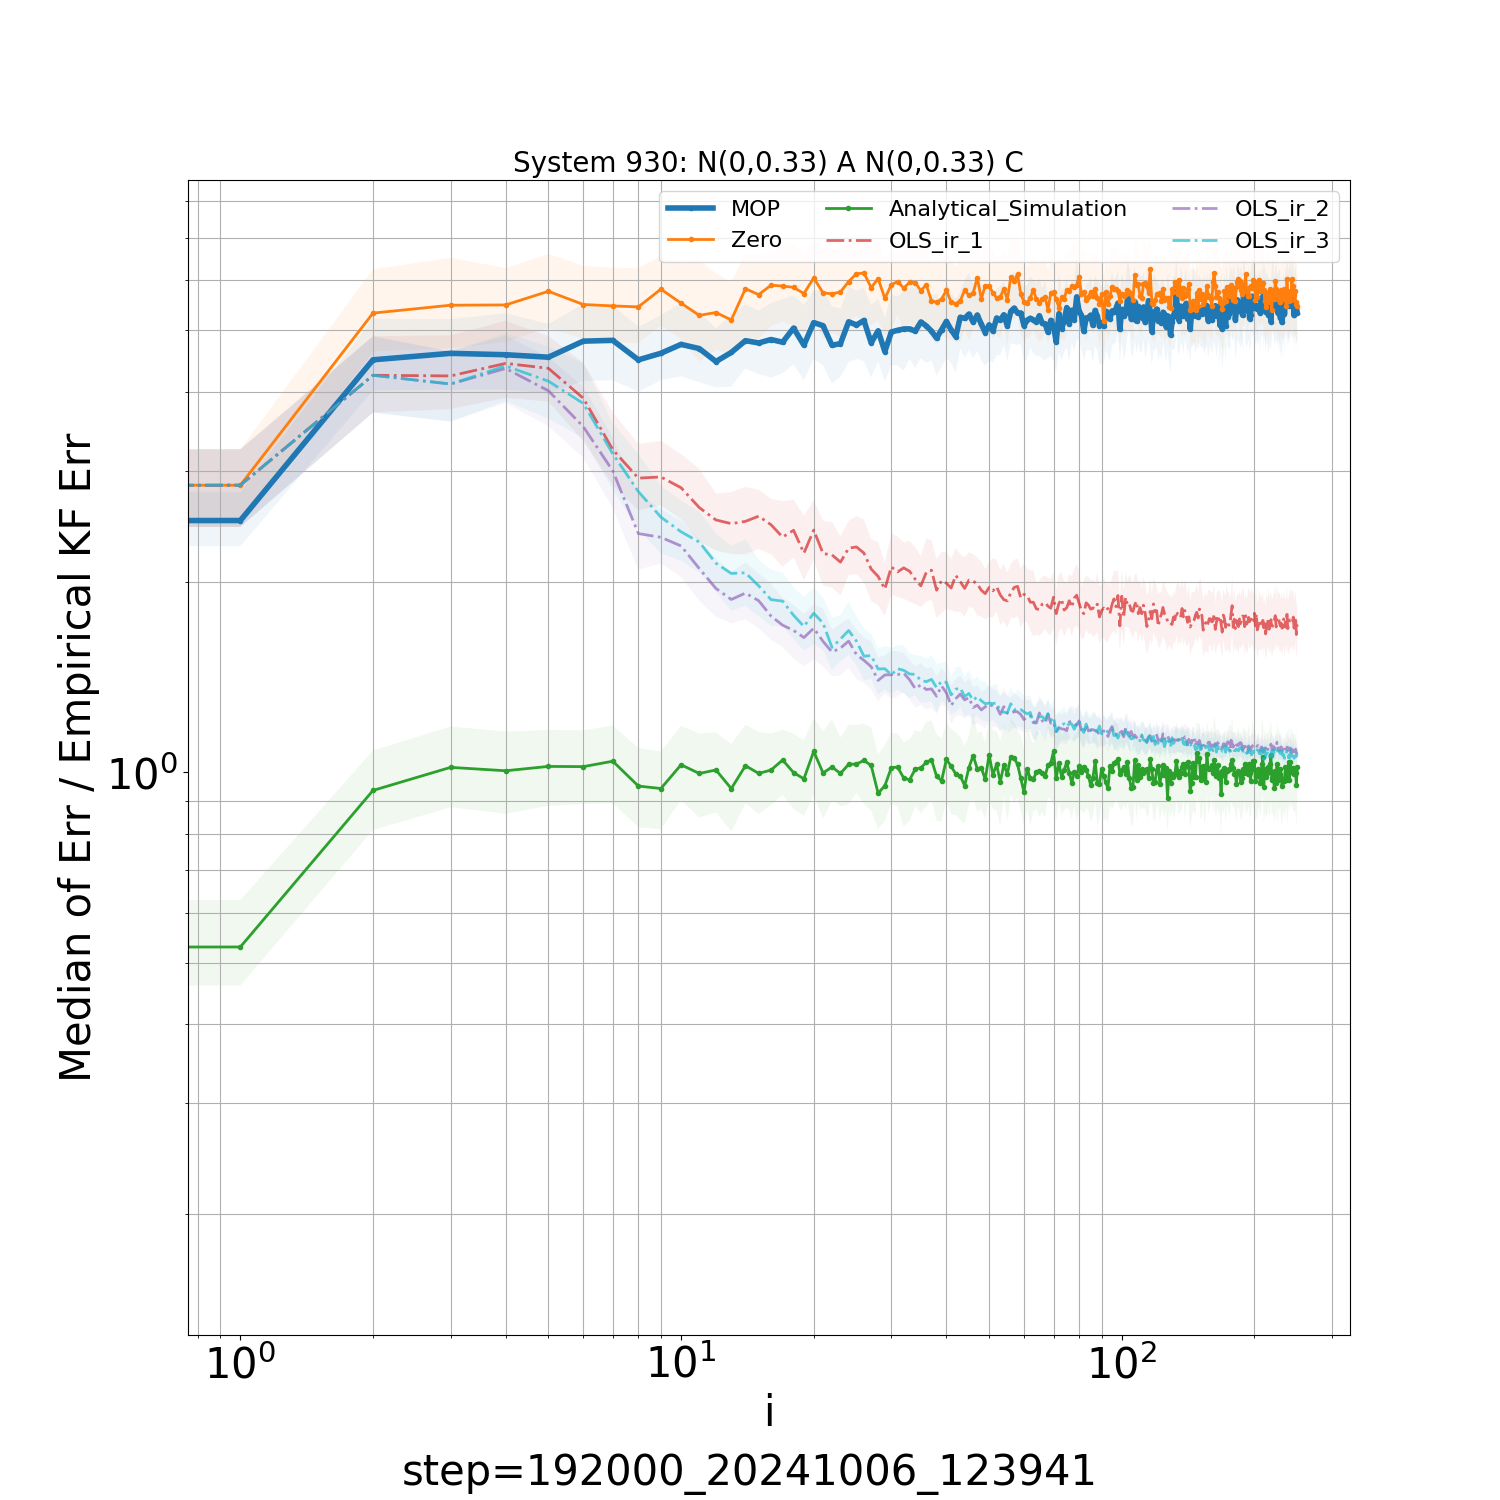 System 930: N(0,0.33) A N(0,0.33) C
MOP
Zero
Analytical_Simulation
OLS_ir_1
OLS_ir_2
OLS_ir_3
Median of Err / Empirical KF Err
10⁰
10⁰ 10¹ 10²
i
step=192000_20241006_123941